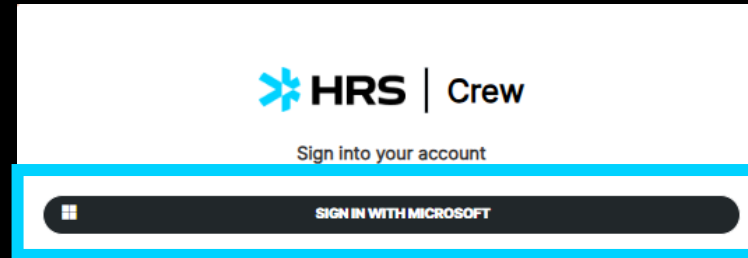 HRS | Crew
Sign into your account
SIGN IN WITH MICROSOFT